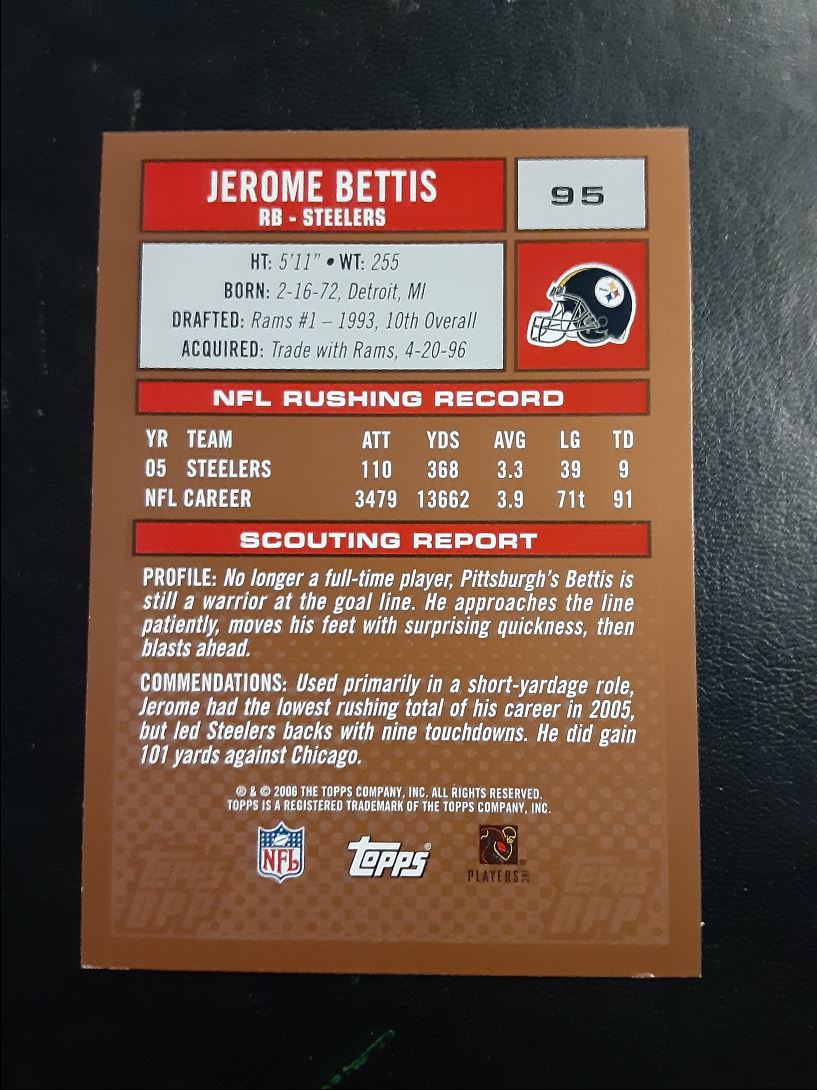 JEROME BETTIS
RB - STEELERS
95
HT: 5'11" • WT: 255
BORN: 2-16-72, Detroit, MI
DRAFTED: Rams #1 – 1993, 10th Overall
ACQUIRED: Trade with Rams, 4-20-96
NFL RUSHING RECORD
YR TEAM ATT YDS AVG LG TD
05 STEELERS 110 368 3.3 39 9
NFL CAREER 3479 13662 3.9 71t 91
SCOUTING REPORT
PROFILE: No longer a full-time player, Pittsburgh's Bettis is
still a warrior at the goal line. He approaches the line
patiently, moves his feet with surprising quickness, then
blasts ahead.
COMMENDATIONS: Used primarily in a short-yardage role,
Jerome had the lowest rushing total of his career in 2005,
but led Steelers backs with nine touchdowns. He did gain
101 yards against Chicago.
® & © 2006 THE TOPPS COMPANY, INC. ALL RIGHTS RESERVED.
TOPPS IS A REGISTERED TRADEMARK OF THE TOPPS COMPANY, INC.
NFL Topps® PLAYERS INC
Topps Topps
DPP DPP